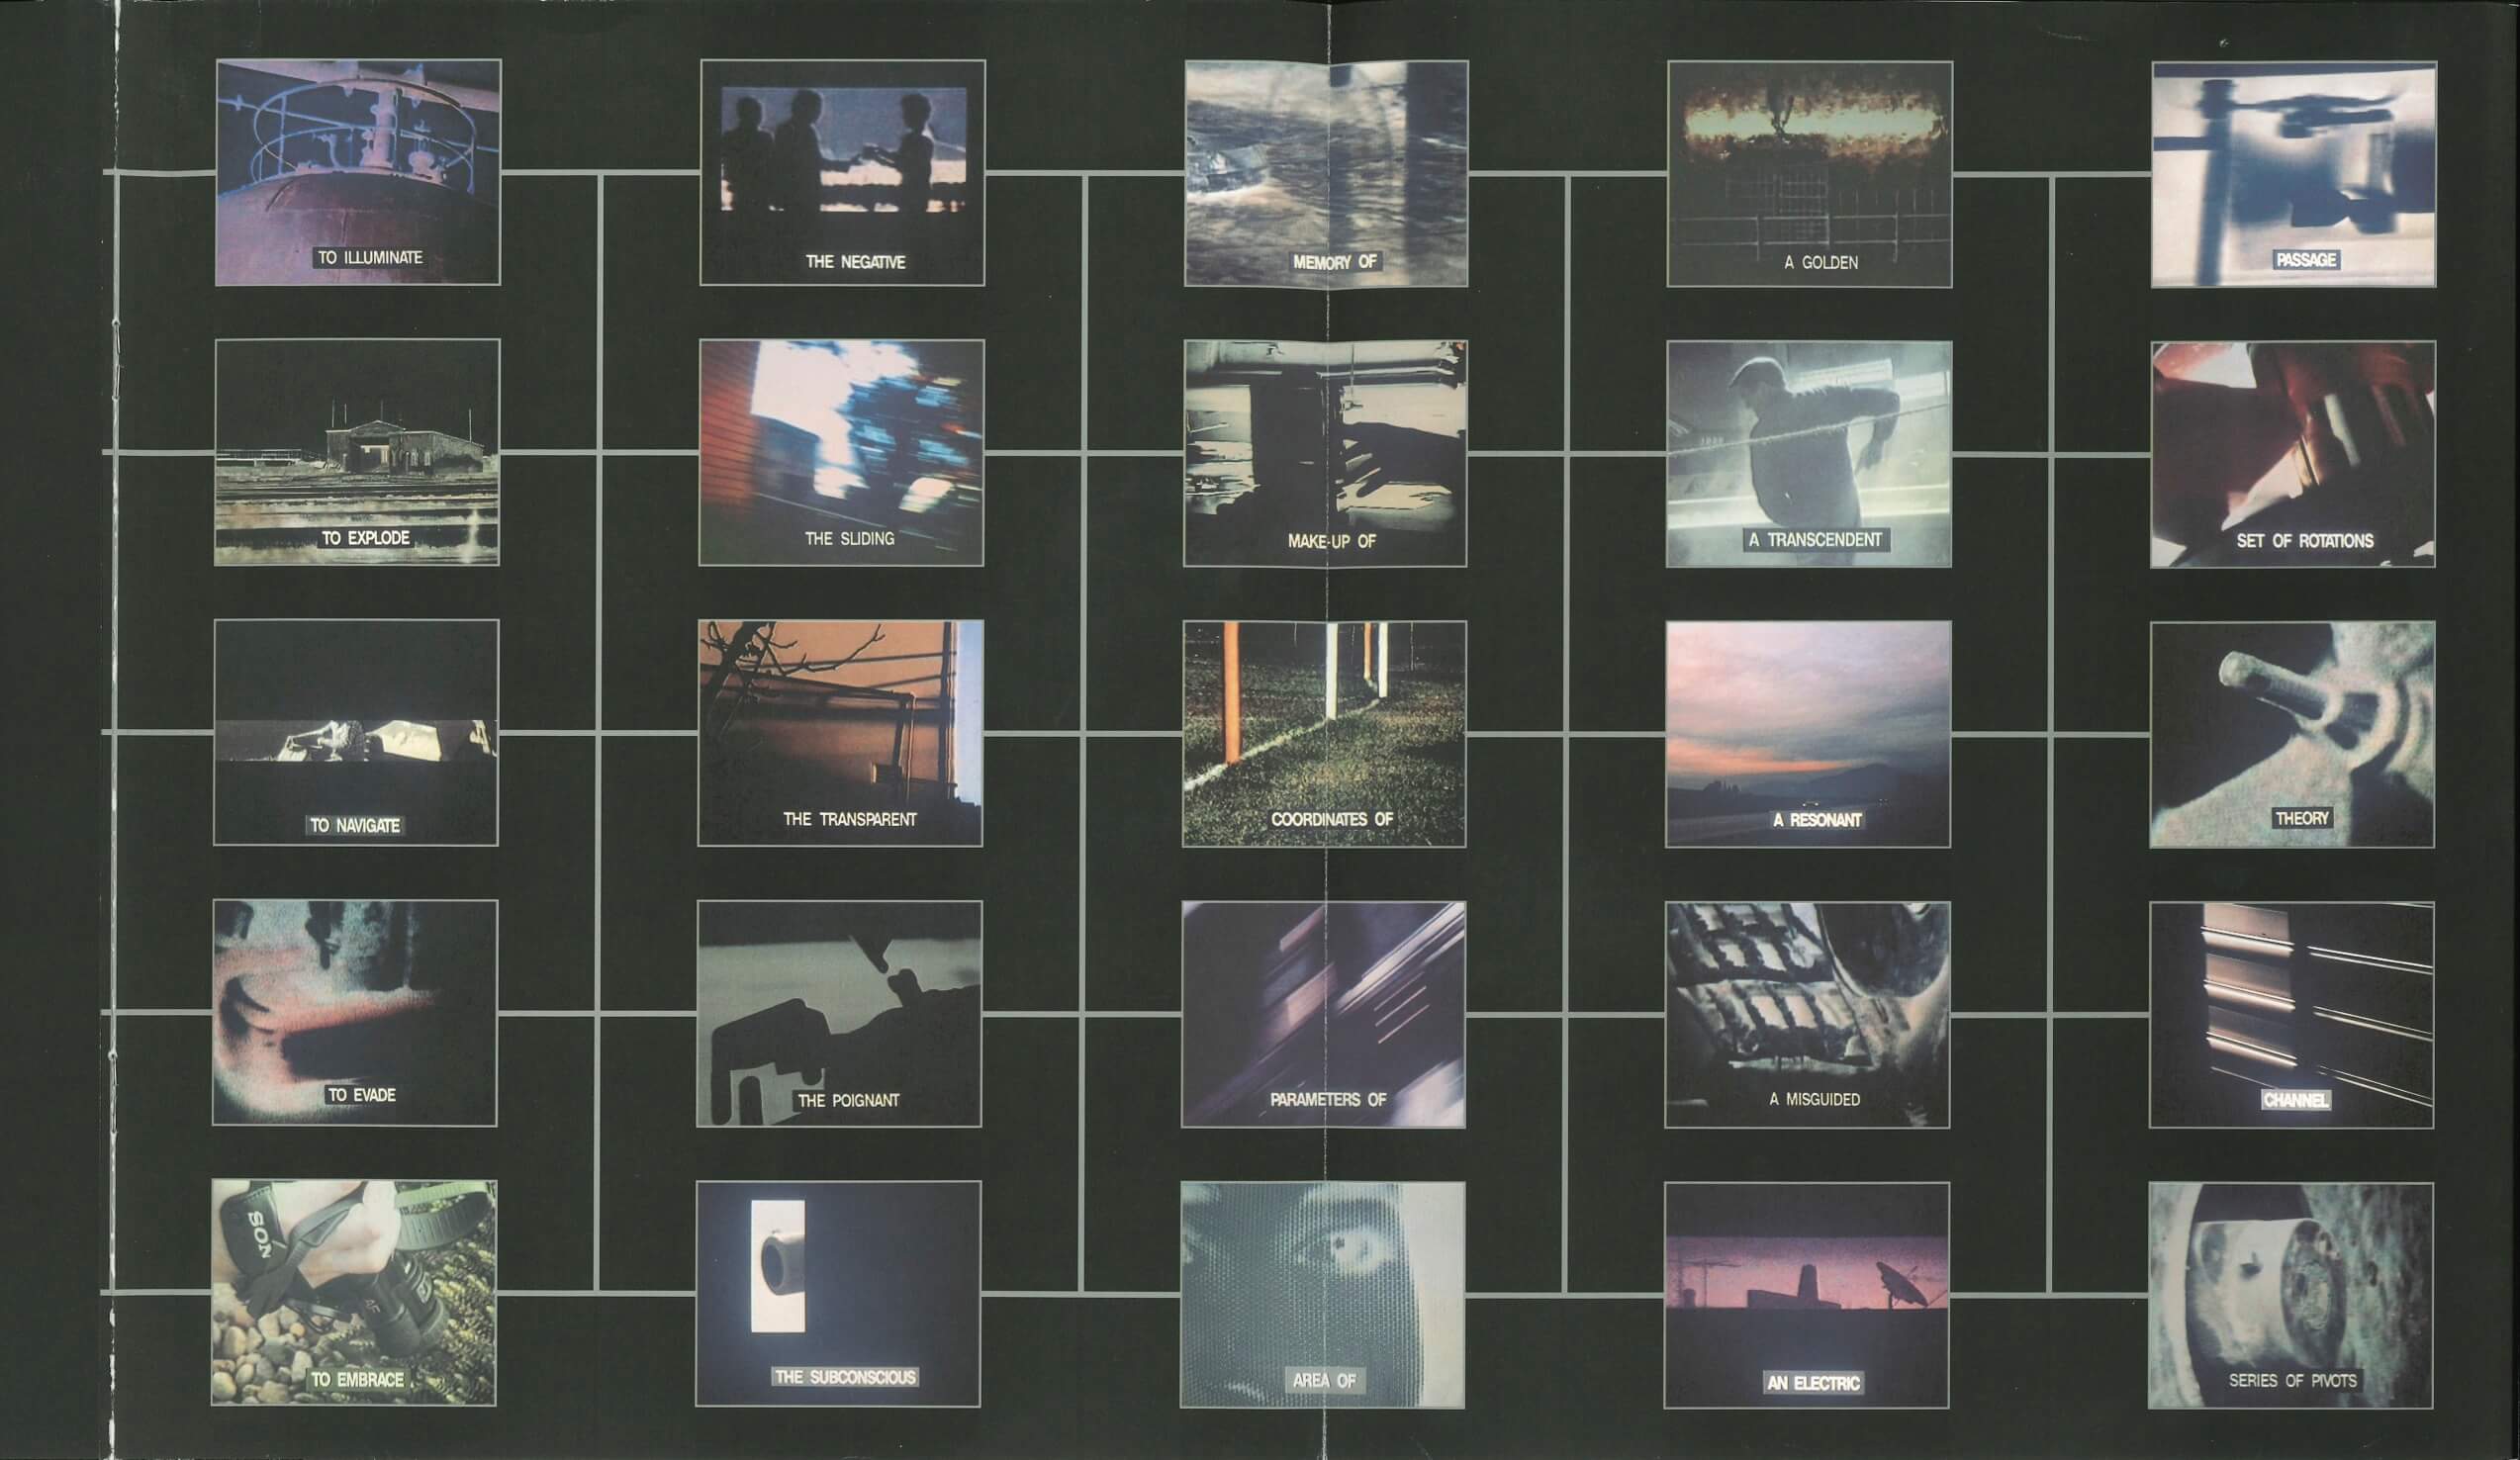 TO ILLUMINATE
THE NEGATIVE
MEMORY OF
A GOLDEN
PASSAGE
TO EXPLODE
THE SLIDING
MAKE-UP OF
A TRANSCENDENT
SET OF ROTATIONS
TO NAVIGATE
THE TRANSPARENT
COORDINATES OF
A RESONANT
THEORY
TO EVADE
THE POIGNANT
PARAMETERS OF
A MISGUIDED
CHANNEL
SON
TO EMBRACE
THE SUBCONSCIOUS
AREA OF
AN ELECTRIC
SERIES OF PIVOTS